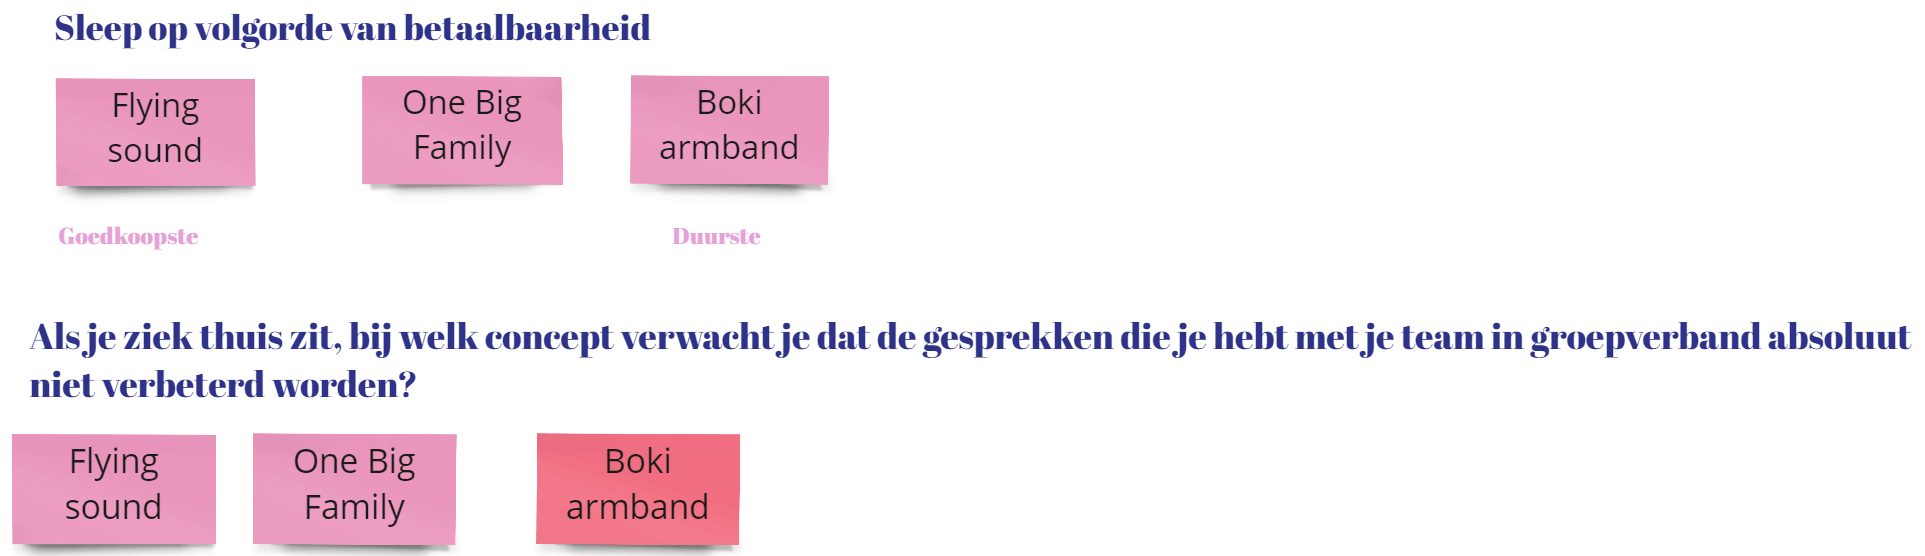 Sleep op volgorde van betaalbaarheid
Flying
sound
One Big
Family
Boki
armband
Goedkoopste
Duurste
Als je ziek thuis zit, bij welk concept verwacht je dat de gesprekken die je hebt met je team in groepverband absoluut
niet verbeterd worden?
Flying
sound
One Big
Family
Boki
armband